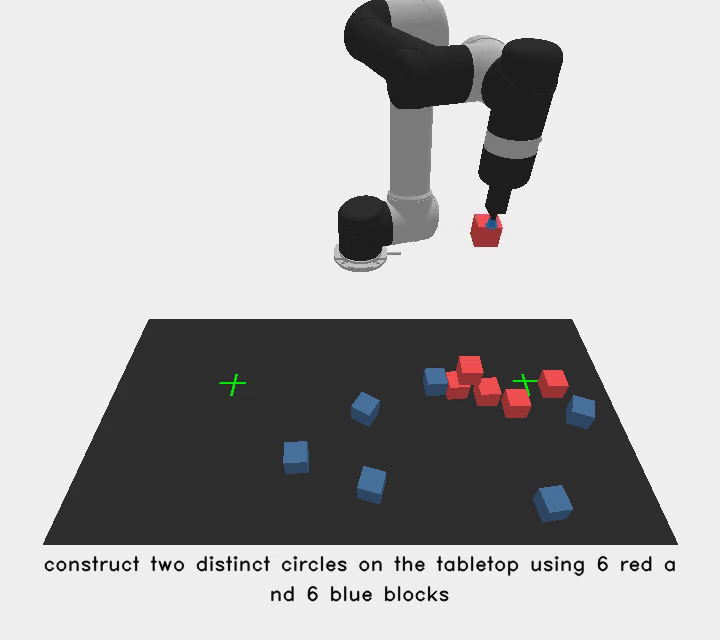 construct two distinct circles on the tabletop using 6 red a
nd 6 blue blocks